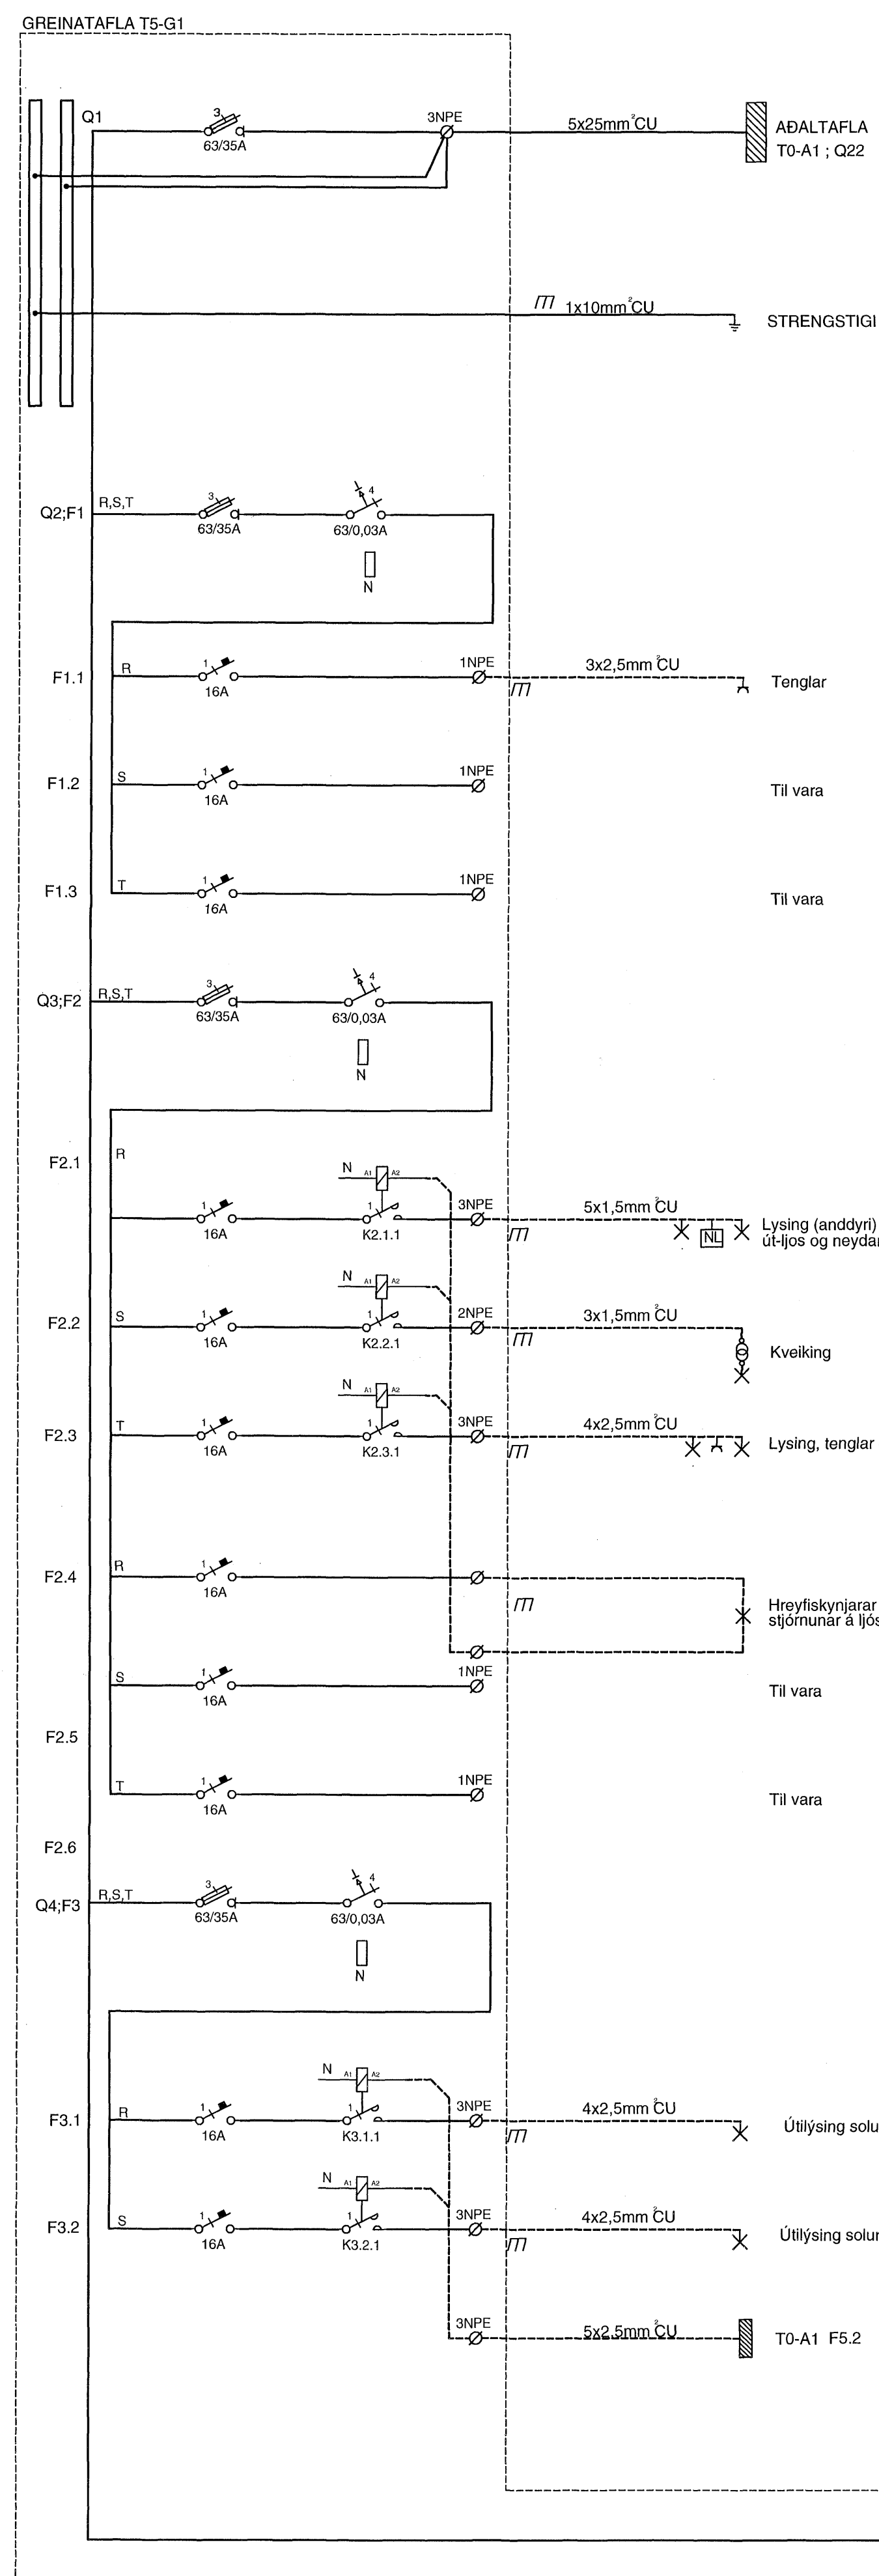 GREINATAFLA T5-G1
Q1
3
63/35A
3NPE
5x25mm²CU
AÐALTAFLA
T0-A1 ; Q22
1x10mm²CU
STRENGSTIGI
Q2;F1
R,S,T
3
63/35A
4
63/0,03A
N
F1.1
R
1
16A
1NPE
3x2,5mm²CU
Tenglar
F1.2
S
1
16A
1NPE
Til vara
F1.3
T
1
16A
1NPE
Til vara
Q3;F2
R,S,T
3
63/35A
4
63/0,03A
N
F2.1
R
1
16A
N
A1
A2
1
K2.1.1
3NPE
5x1,5mm²CU
NL
Lysing (anddyri)
út-ljos og neydar
F2.2
S
1
16A
N
A1
A2
1
K2.2.1
2NPE
3x1,5mm²CU
Kveiking
F2.3
T
1
16A
N
A1
A2
1
K2.3.1
3NPE
4x2,5mm²CU
Lysing, tenglar
F2.4
R
1
16A
Hreyfiskynjarar
stjórnunar á ljós
S
1
16A
1NPE
Til vara
F2.5
T
1
16A
1NPE
Til vara
F2.6
Q4;F3
R,S,T
3
63/35A
4
63/0,03A
N
F3.1
R
1
16A
N
A1
A2
1
K3.1.1
3NPE
4x2,5mm²CU
Útilýsing solu
F3.2
S
1
16A
N
A1
A2
1
K3.2.1
3NPE
4x2,5mm²CU
Útilýsing solur
3NPE
5x2,5mm²CU
T0-A1 F5.2